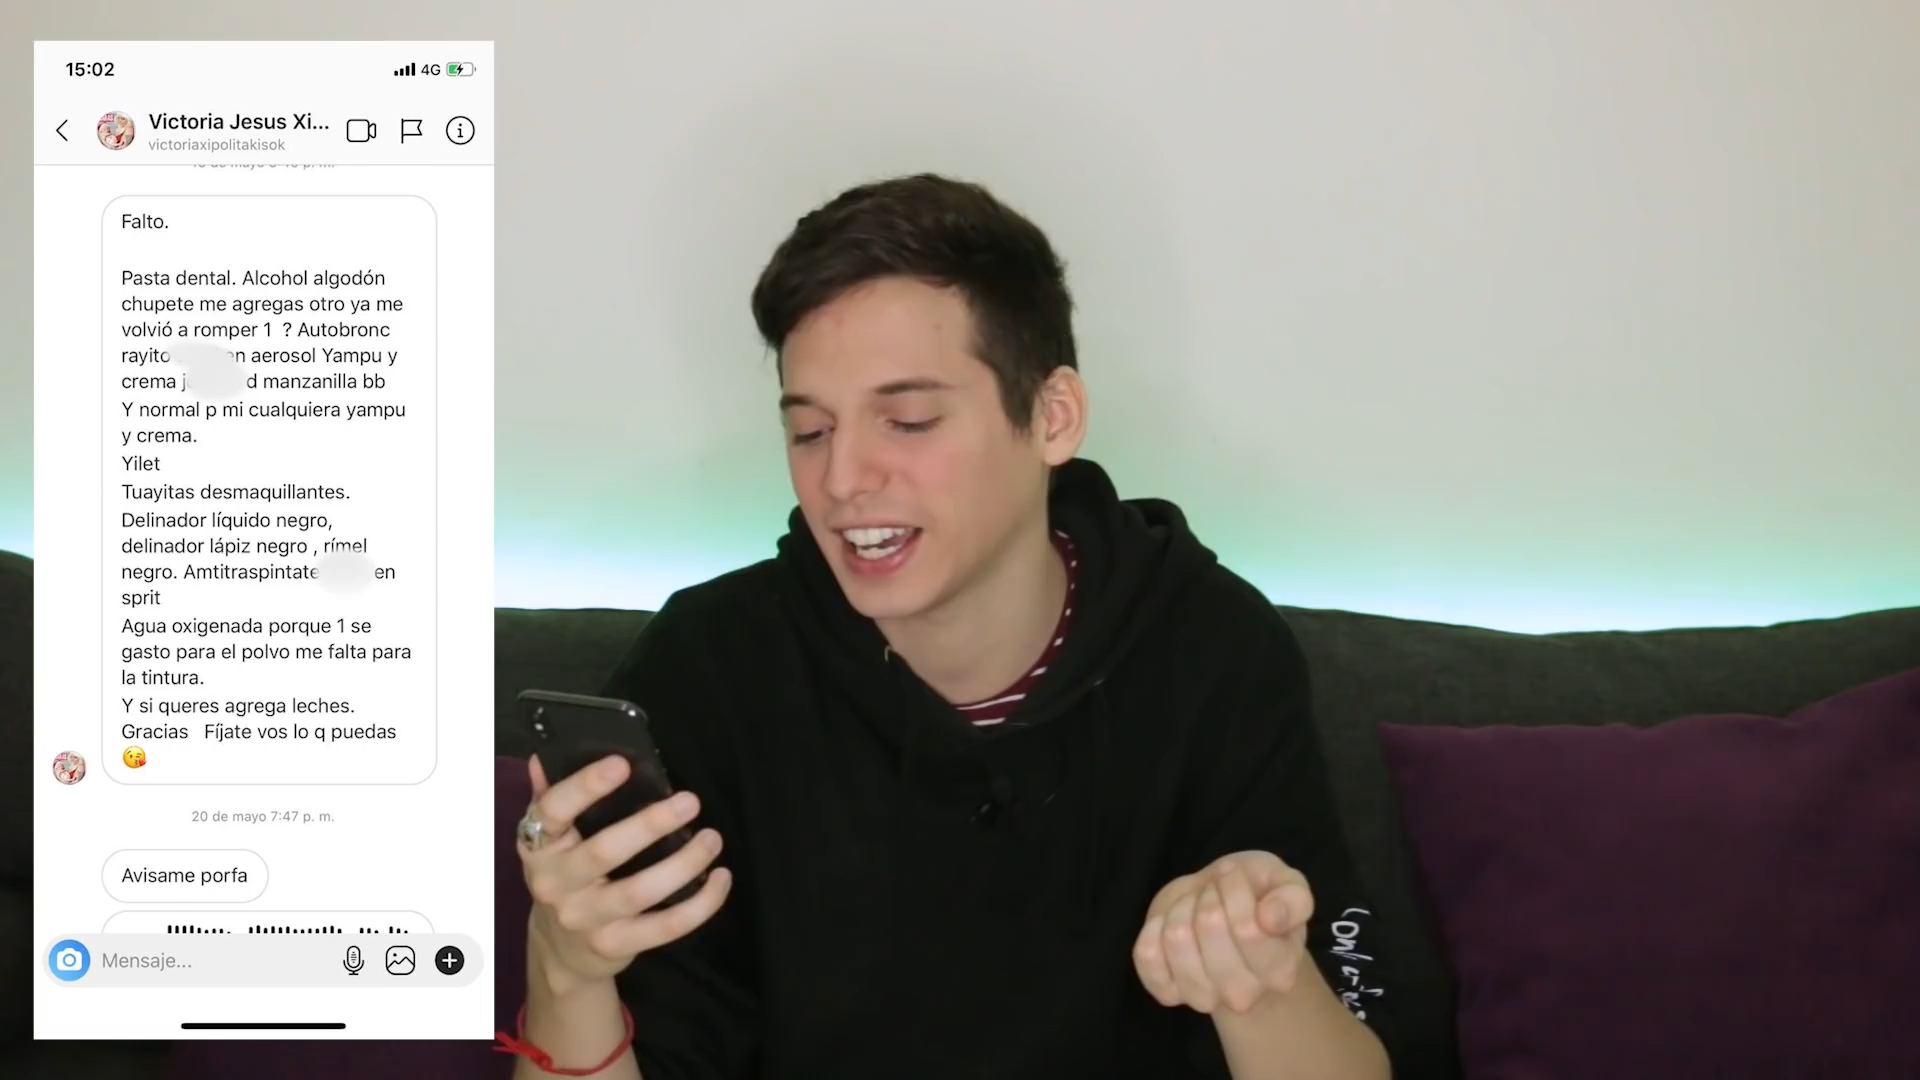 15:02
4G
Victoria Jesus Xi...
victoriaxipolitakisok
Falto.
Pasta dental. Alcohol algodón
chupete me agregas otro ya me
volvió a romper 1 ? Autobronc
rayito en aerosol Yampu y
crema manzanilla bb
Y normal p mi cualquiera yampu
y crema.
Yilet
Tuayitas desmaquillantes.
Delinador líquido negro,
delinador lápiz negro , rímel
negro. Amtitraspintate en
sprit
Agua oxigenada porque 1 se
gasto para el polvo me falta para
la tintura.
Y si queres agrega leches.
Gracias Fíjate vos lo q puedas
😘
20 de mayo 7:47 p. m.
Avisame porfa
Mensaje...